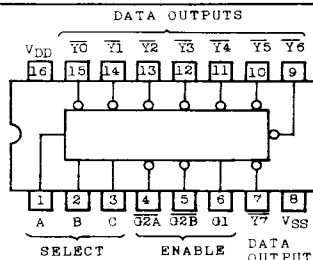 DATA OUTPUTS
VDD Y0 Y1 Y2 Y3 Y4 Y5 Y6
16 15 14 13 12 11 10 9
1 2 3 4 5 6 7 8
A B C G2A G2B G1 Y7 VSS
SELECT ENABLE DATA
OUTPUT